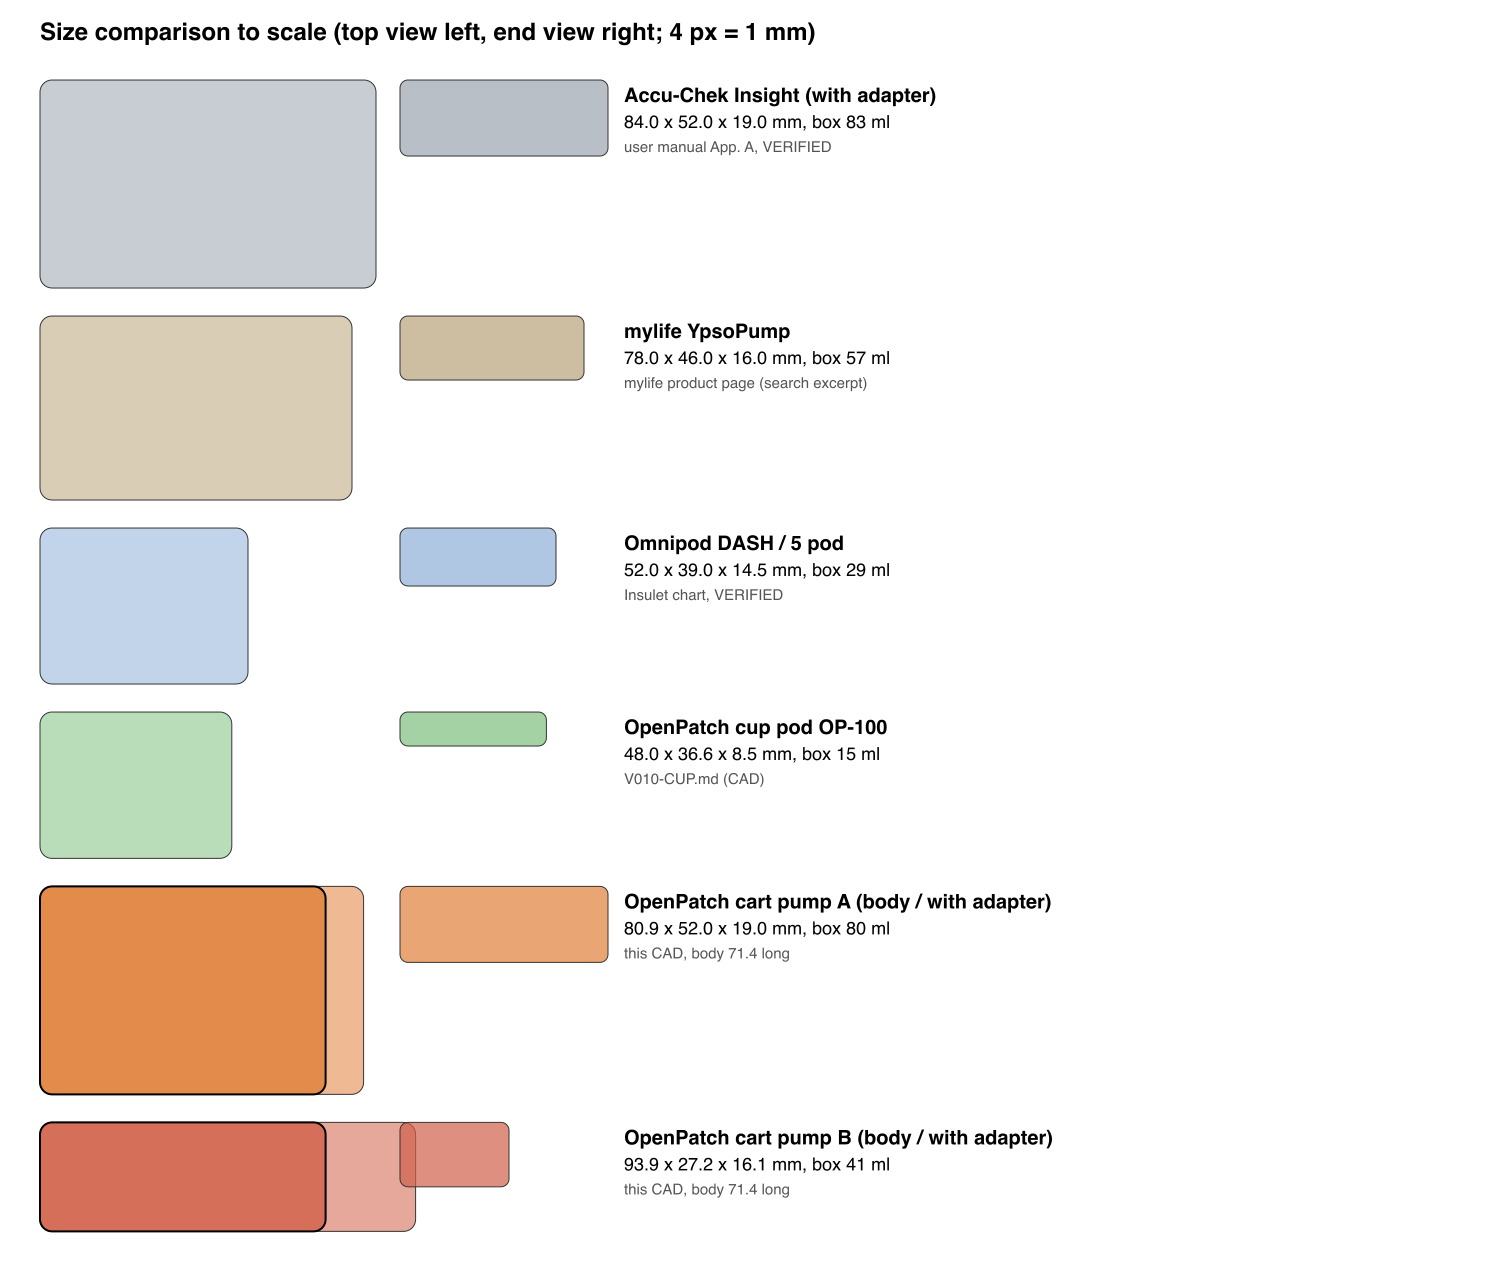 Size comparison to scale (top view left, end view right; 4 px = 1 mm)
Accu-Chek Insight (with adapter)
84.0 x 52.0 x 19.0 mm, box 83 ml
user manual App. A, VERIFIED
mylife YpsoPump
78.0 x 46.0 x 16.0 mm, box 57 ml
mylife product page (search excerpt)
Omnipod DASH / 5 pod
52.0 x 39.0 x 14.5 mm, box 29 ml
Insulet chart, VERIFIED
OpenPatch cup pod OP-100
48.0 x 36.6 x 8.5 mm, box 15 ml
V010-CUP.md (CAD)
OpenPatch cart pump A (body / with adapter)
80.9 x 52.0 x 19.0 mm, box 80 ml
this CAD, body 71.4 long
OpenPatch cart pump B (body / with adapter)
93.9 x 27.2 x 16.1 mm, box 41 ml
this CAD, body 71.4 long